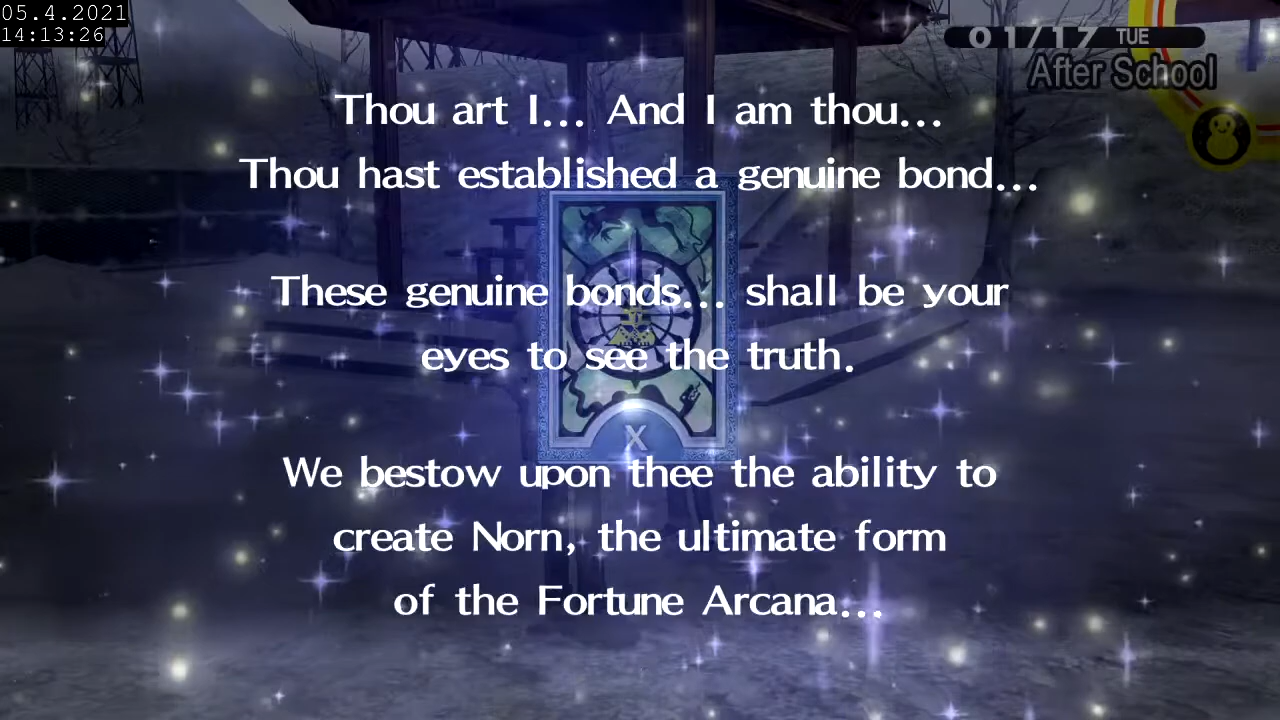 05.4.2021
14:13:26
01/17 TUE
After School
Thou art I... And I am thou...
Thou hast established a genuine bond...
These genuine bonds... shall be your
eyes to see the truth.
X
We bestow upon thee the ability to
create Norn, the ultimate form
of the Fortune Arcana...